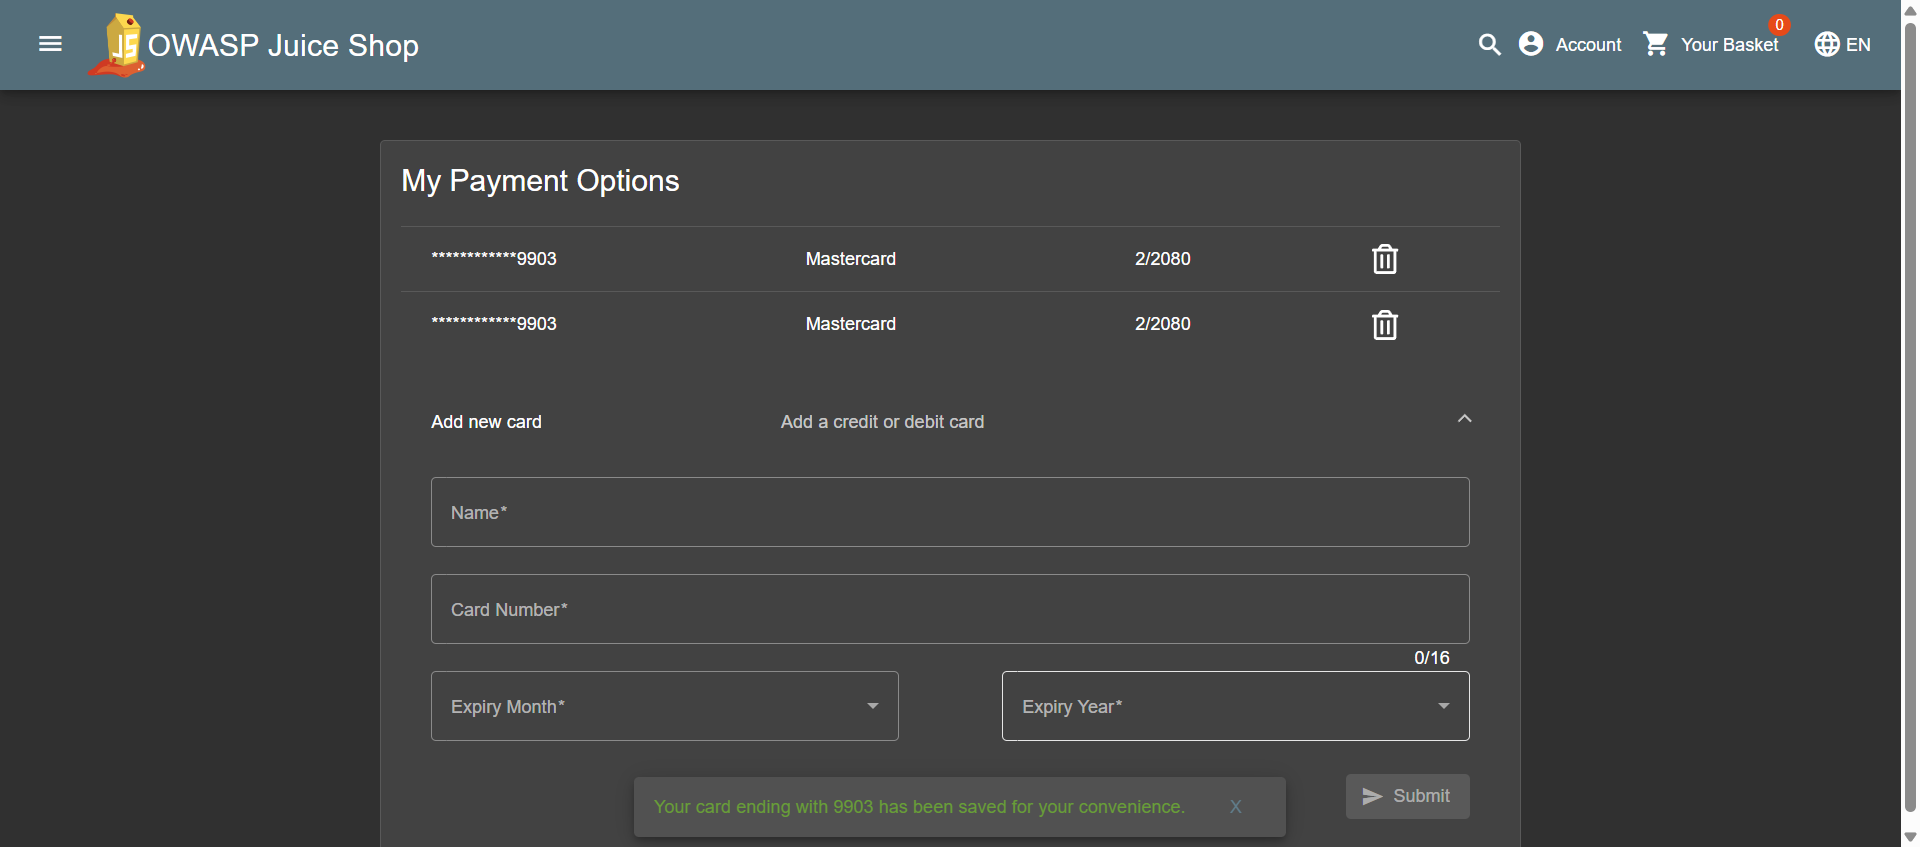 OWASP Juice Shop
Account
Your Basket
0
EN
My Payment Options
************9903 Mastercard 2/2080
************9903 Mastercard 2/2080
Add new card Add a credit or debit card
Name*
Card Number*
0/16
Expiry Month* Expiry Year*
Your card ending with 9903 has been saved for your convenience. X
Submit